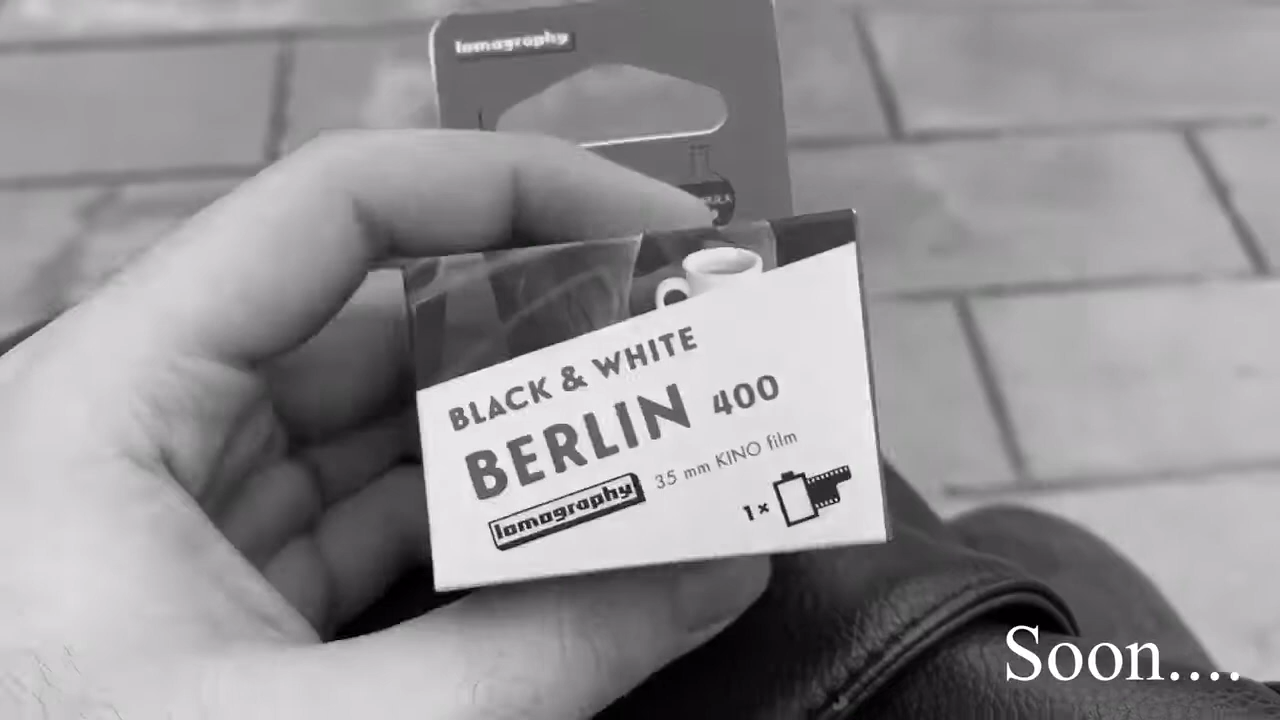 lomography
BLACK & WHITE
BERLIN 400
lomography
35 mm KINO film
1×
Soon....